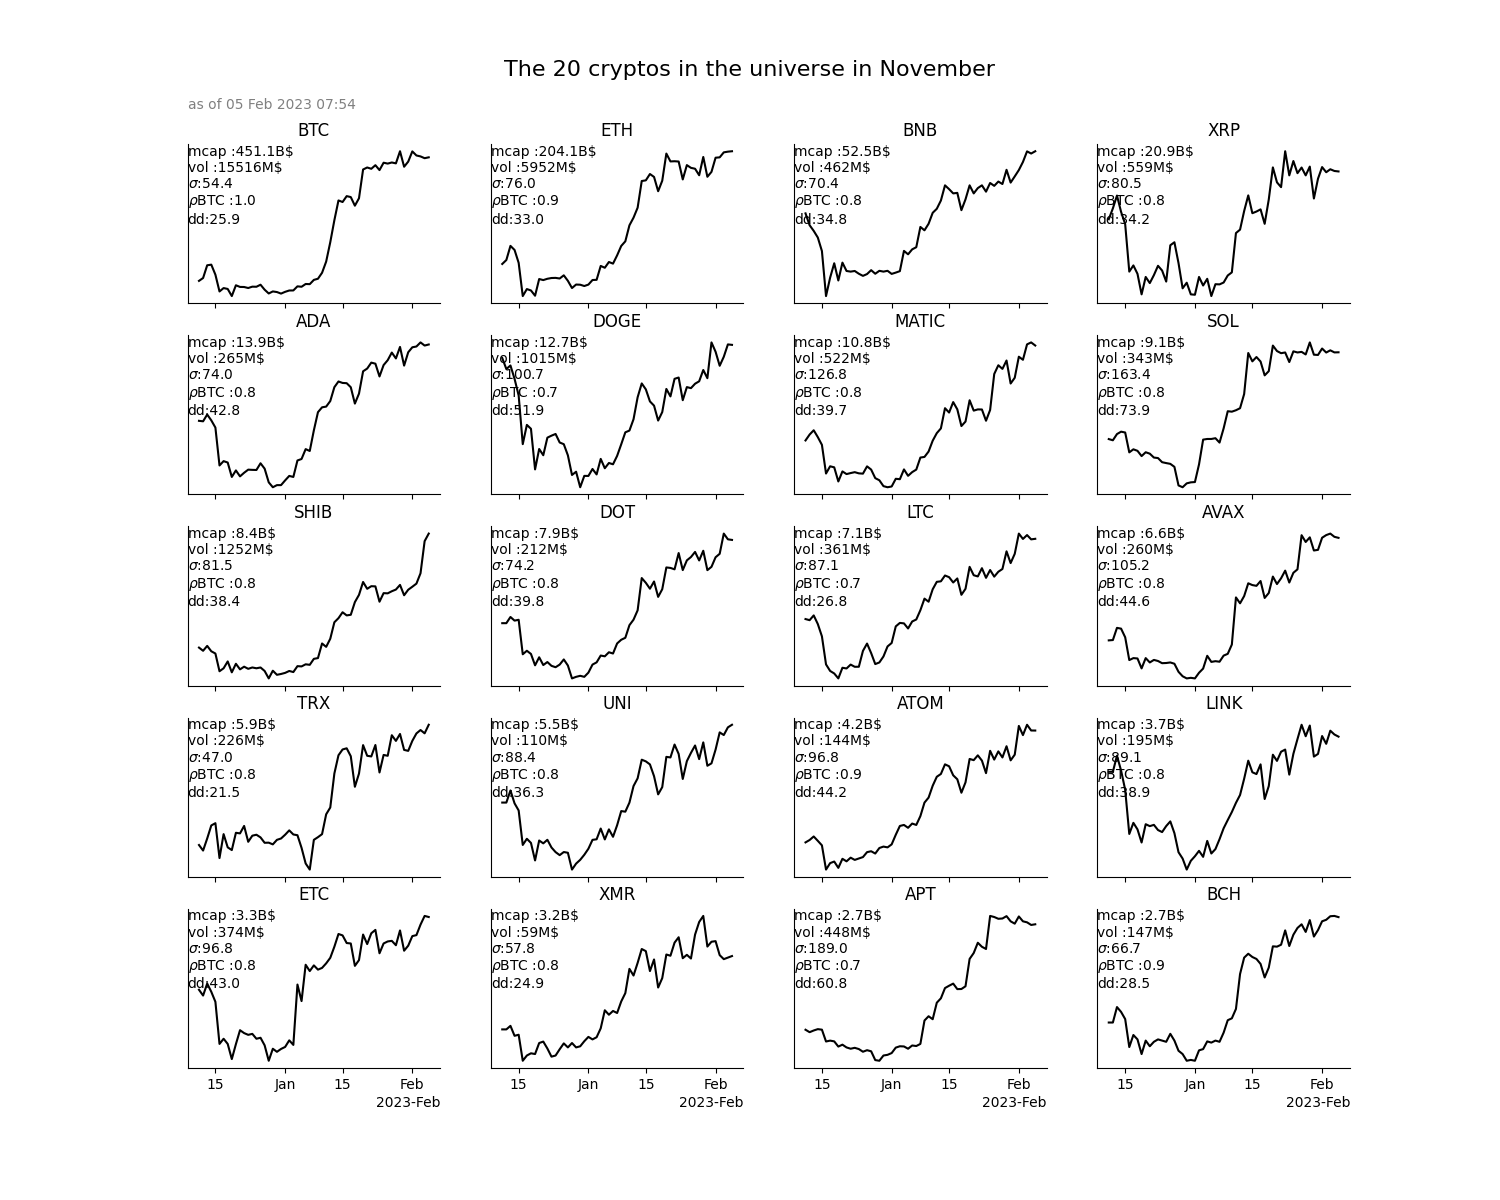 The 20 cryptos in the universe in November
as of 05 Feb 2023 07:54
BTC
mcap :451.1B$
vol :15516M$
σ:54.4
ρBTC :1.0
dd:25.9
ETH
mcap :204.1B$
vol :5952M$
σ:76.0
ρBTC :0.9
dd:33.0
BNB
mcap :52.5B$
vol :462M$
σ:70.4
ρBTC :0.8
dd:34.8
XRP
mcap :20.9B$
vol :559M$
σ:80.5
ρBTC :0.8
dd:34.2
ADA
mcap :13.9B$
vol :265M$
σ:74.0
ρBTC :0.8
dd:42.8
DOGE
mcap :12.7B$
vol :1015M$
σ:100.7
ρBTC :0.7
dd:51.9
MATIC
mcap :10.8B$
vol :522M$
σ:126.8
ρBTC :0.8
dd:39.7
SOL
mcap :9.1B$
vol :343M$
σ:163.4
ρBTC :0.8
dd:73.9
SHIB
mcap :8.4B$
vol :1252M$
σ:81.5
ρBTC :0.8
dd:38.4
DOT
mcap :7.9B$
vol :212M$
σ:74.2
ρBTC :0.8
dd:39.8
LTC
mcap :7.1B$
vol :361M$
σ:87.1
ρBTC :0.7
dd:26.8
AVAX
mcap :6.6B$
vol :260M$
σ:105.2
ρBTC :0.8
dd:44.6
TRX
mcap :5.9B$
vol :226M$
σ:47.0
ρBTC :0.8
dd:21.5
UNI
mcap :5.5B$
vol :110M$
σ:88.4
ρBTC :0.8
dd:36.3
ATOM
mcap :4.2B$
vol :144M$
σ:96.8
ρBTC :0.9
dd:44.2
LINK
mcap :3.7B$
vol :195M$
σ:89.1
ρBTC :0.8
dd:38.9
ETC
mcap :3.3B$
vol :374M$
σ:96.8
ρBTC :0.8
dd:43.0
XMR
mcap :3.2B$
vol :59M$
σ:57.8
ρBTC :0.8
dd:24.9
APT
mcap :2.7B$
vol :448M$
σ:189.0
ρBTC :0.7
dd:60.8
BCH
mcap :2.7B$
vol :147M$
σ:66.7
ρBTC :0.9
dd:28.5
15 Jan 15 Feb
2023-Feb
15 Jan 15 Feb
2023-Feb
15 Jan 15 Feb
2023-Feb
15 Jan 15 Feb
2023-Feb